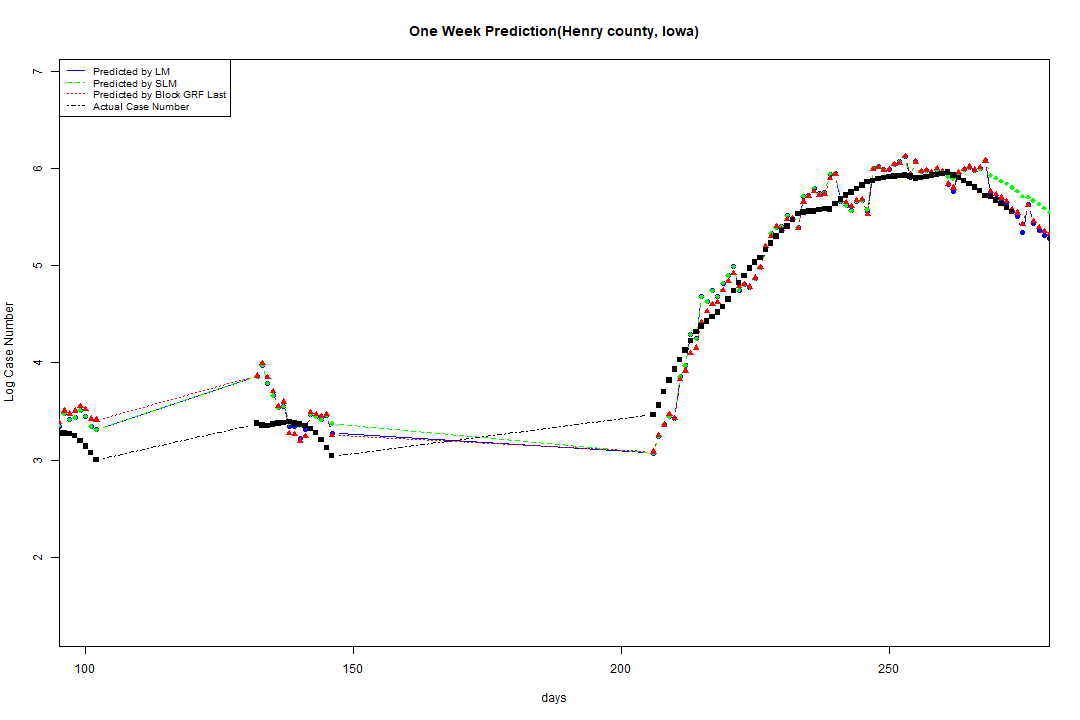 One Week Prediction(Henry county, Iowa)
Predicted by LM
Predicted by SLM
Predicted by Block GRF Last
Actual Case Number
7
6
5
4
3
2
Log Case Number
100 150 200 250
days